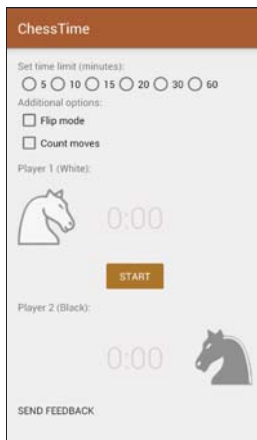 ChessTime
Set time limit (minutes):
5 10 15 20 30 60
Additional options:
Flip mode
Count moves
Player 1 (White):
0:00
START
Player 2 (Black):
0:00
SEND FEEDBACK